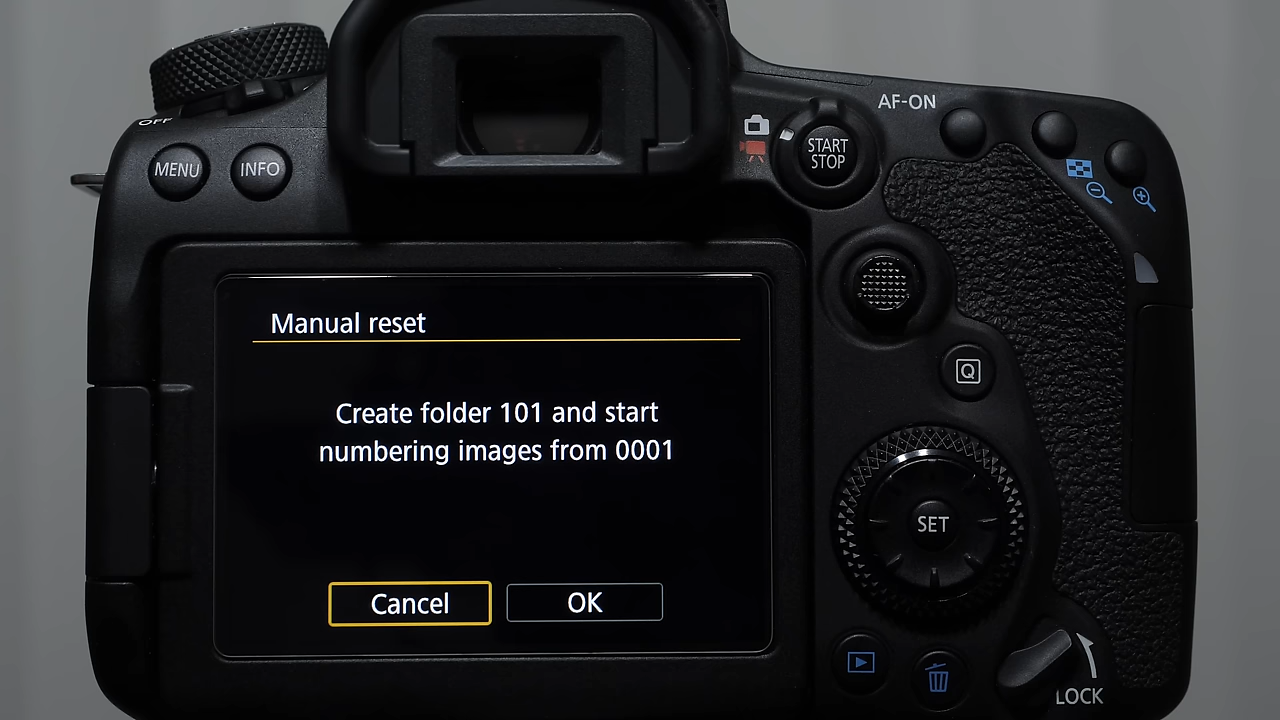 AF-ON
OFF
MENU
INFO
START
STOP
Manual reset
Q
Create folder 101 and start
numbering images from 0001
SET
Cancel
OK
LOCK